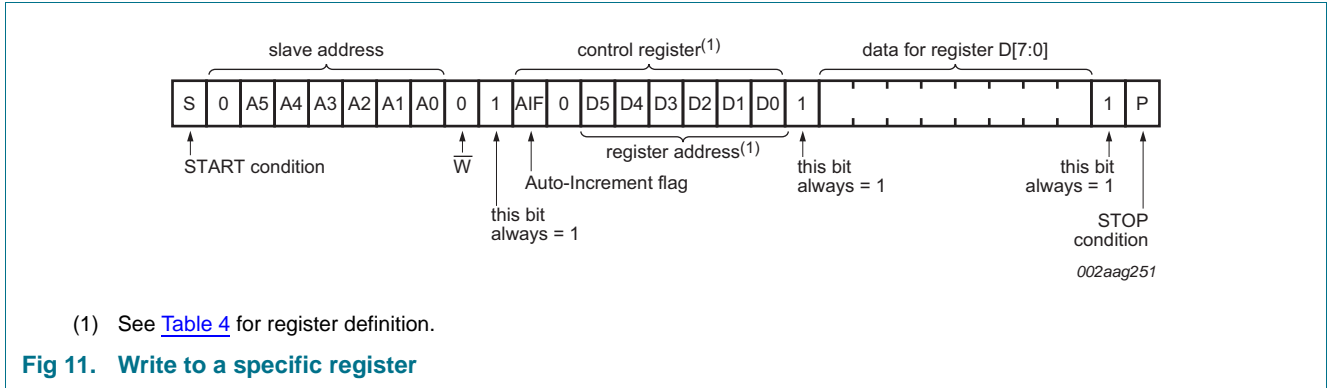 slave address control register(1) data for register D[7:0]
S 0 A5 A4 A3 A2 A1 A0 0 1 AIF 0 D5 D4 D3 D2 D1 D0 1 1 P
register address(1)
START condition W̅ Auto-Increment flag this bit this bit
always = 1 always = 1
this bit
always = 1
STOP
condition
002aag251
(1) See Table 4 for register definition.
Fig 11. Write to a specific register